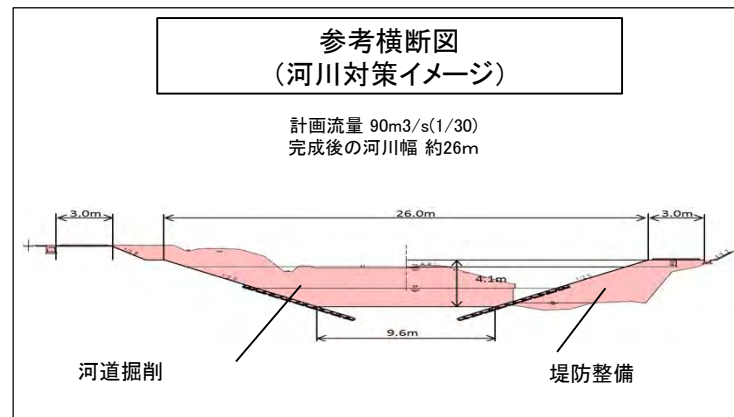 参考横断図
(河川対策イメージ)
計画流量 90m3/s(1/30)
完成後の河川幅 約26m
3.0m
26.0m
3.0m
4.1m
9.6m
河道掘削
堤防整備